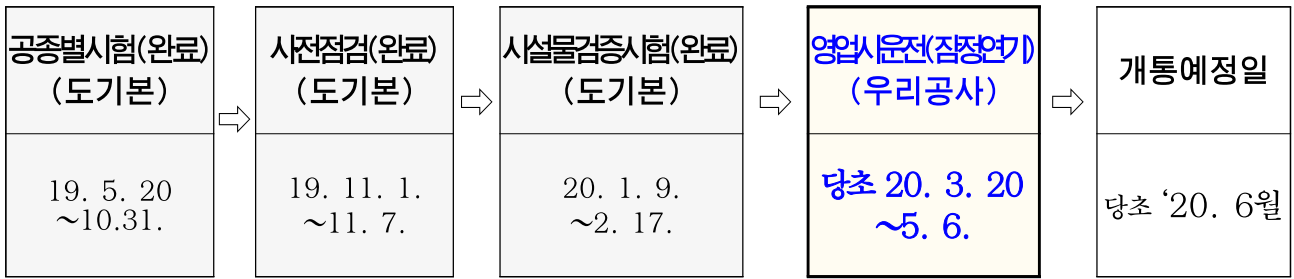 공종별시험(완료)
(도기본)
19. 5. 20
~10.31.
⇨
사전점검(완료)
(도기본)
19. 11. 1.
~11. 7.
⇨
시설물검증시험(완료)
(도기본)
20. 1. 9.
~2. 17.
⇨
영업시운전(잠정연기)
(우리공사)
당초 20. 3. 20
~5. 6.
⇨
개통예정일
당초 ‘20. 6월